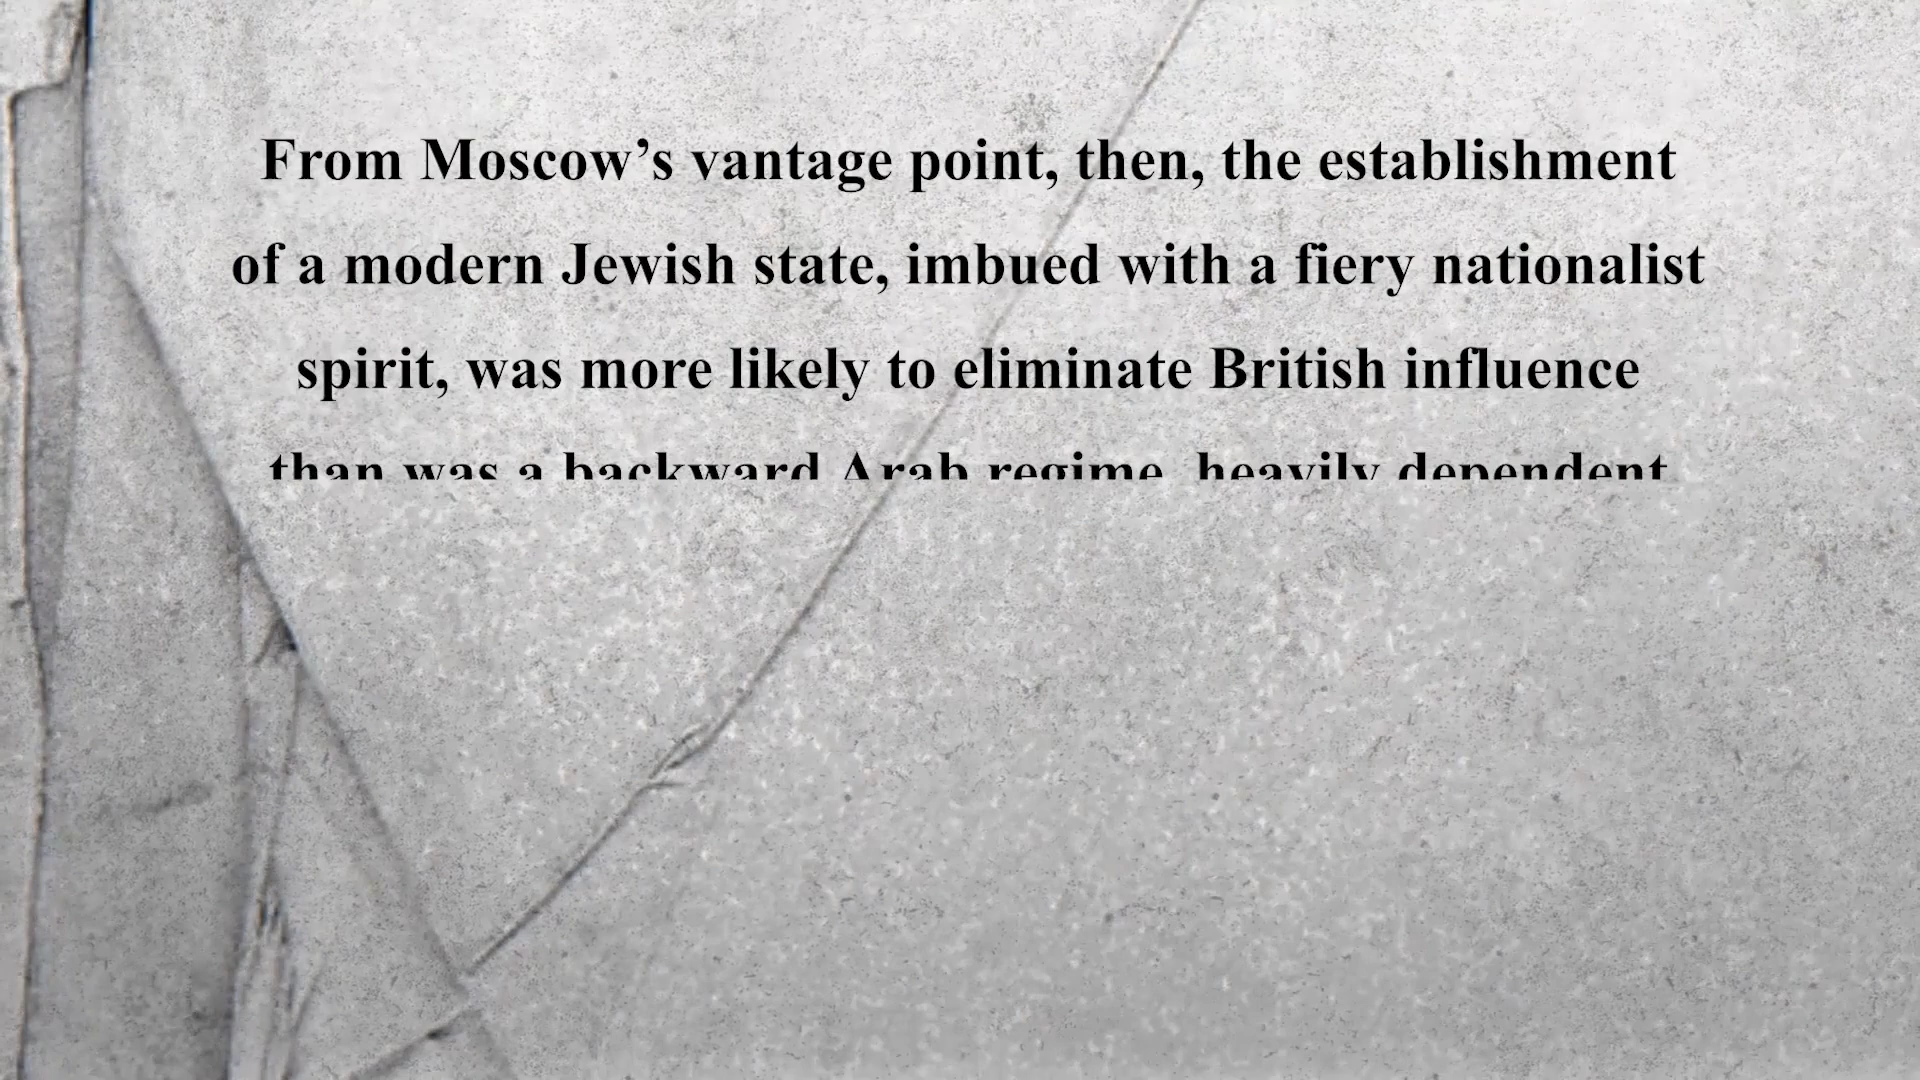 From Moscow’s vantage point, then, the establishment
of a modern Jewish state, imbued with a fiery nationalist
spirit, was more likely to eliminate British influence
than was a backward Arab regime, heavily dependent